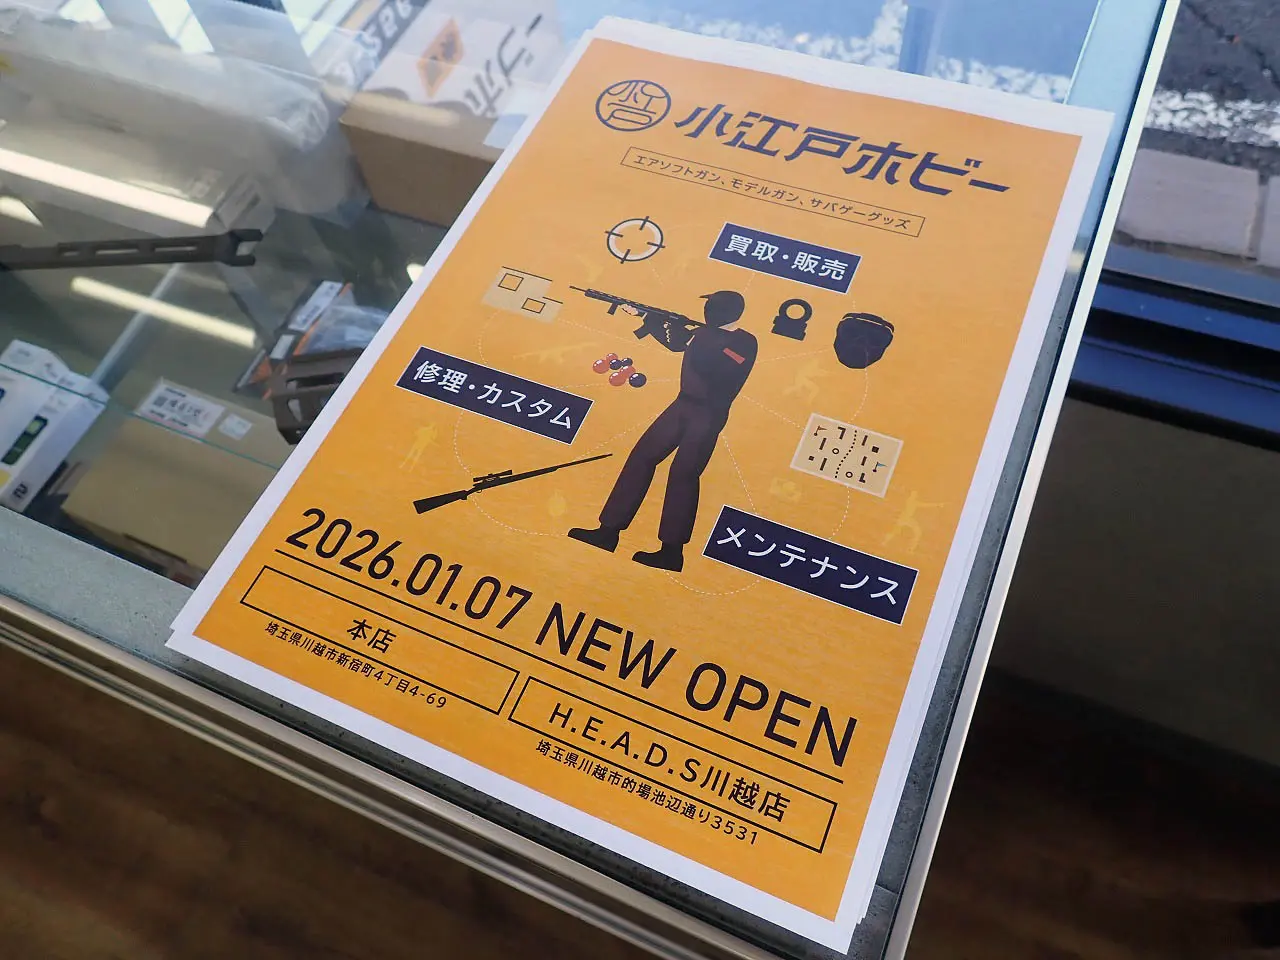 小江戸
小江戸ホビー
エアソフトガン、モデルガン、サバゲーグッズ
買取・販売
修理・カスタム
メンテナンス
2026.01.07 NEW OPEN
本店
埼玉県川越市新宿町4丁目4-69
H.E.A.D.S川越店
埼玉県川越市的場池辺通り3531